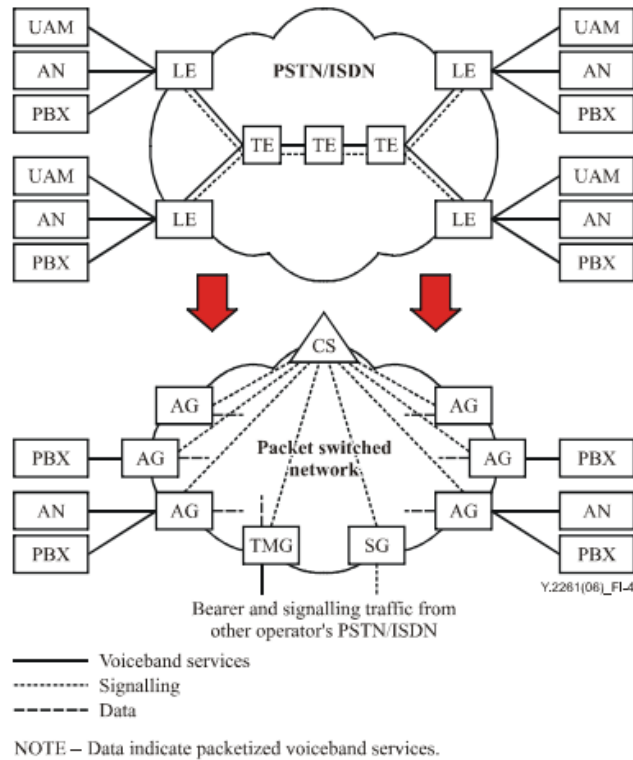 UAM
UAM
LE
PSTN/ISDN
LE
AN
AN
PBX
PBX
TE
TE
TE
UAM
UAM
AN
LE
LE
AN
PBX
PBX
CS
AG
AG
Packet switched
network
PBX
AG
AG
PBX
AN
AG
AG
AN
TMG
SG
PBX
PBX
Y.2261(06)_FI-4
Bearer and signalling traffic from
other operator's PSTN/ISDN
Voiceband services
Signalling
Data
NOTE – Data indicate packetized voiceband services.